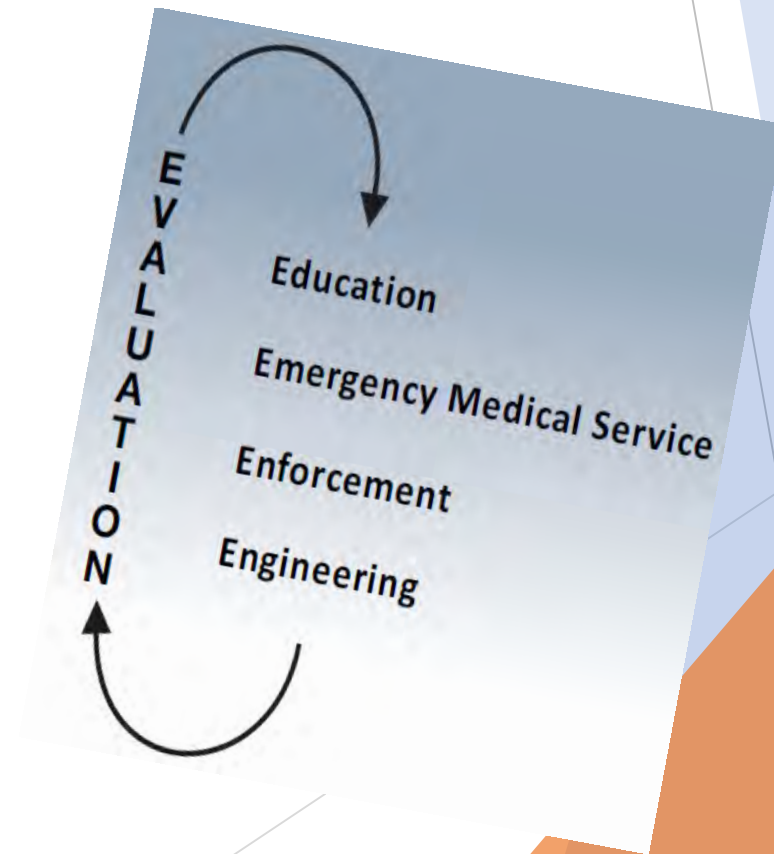 EVALUATION
Education
Emergency Medical Service
Enforcement
Engineering